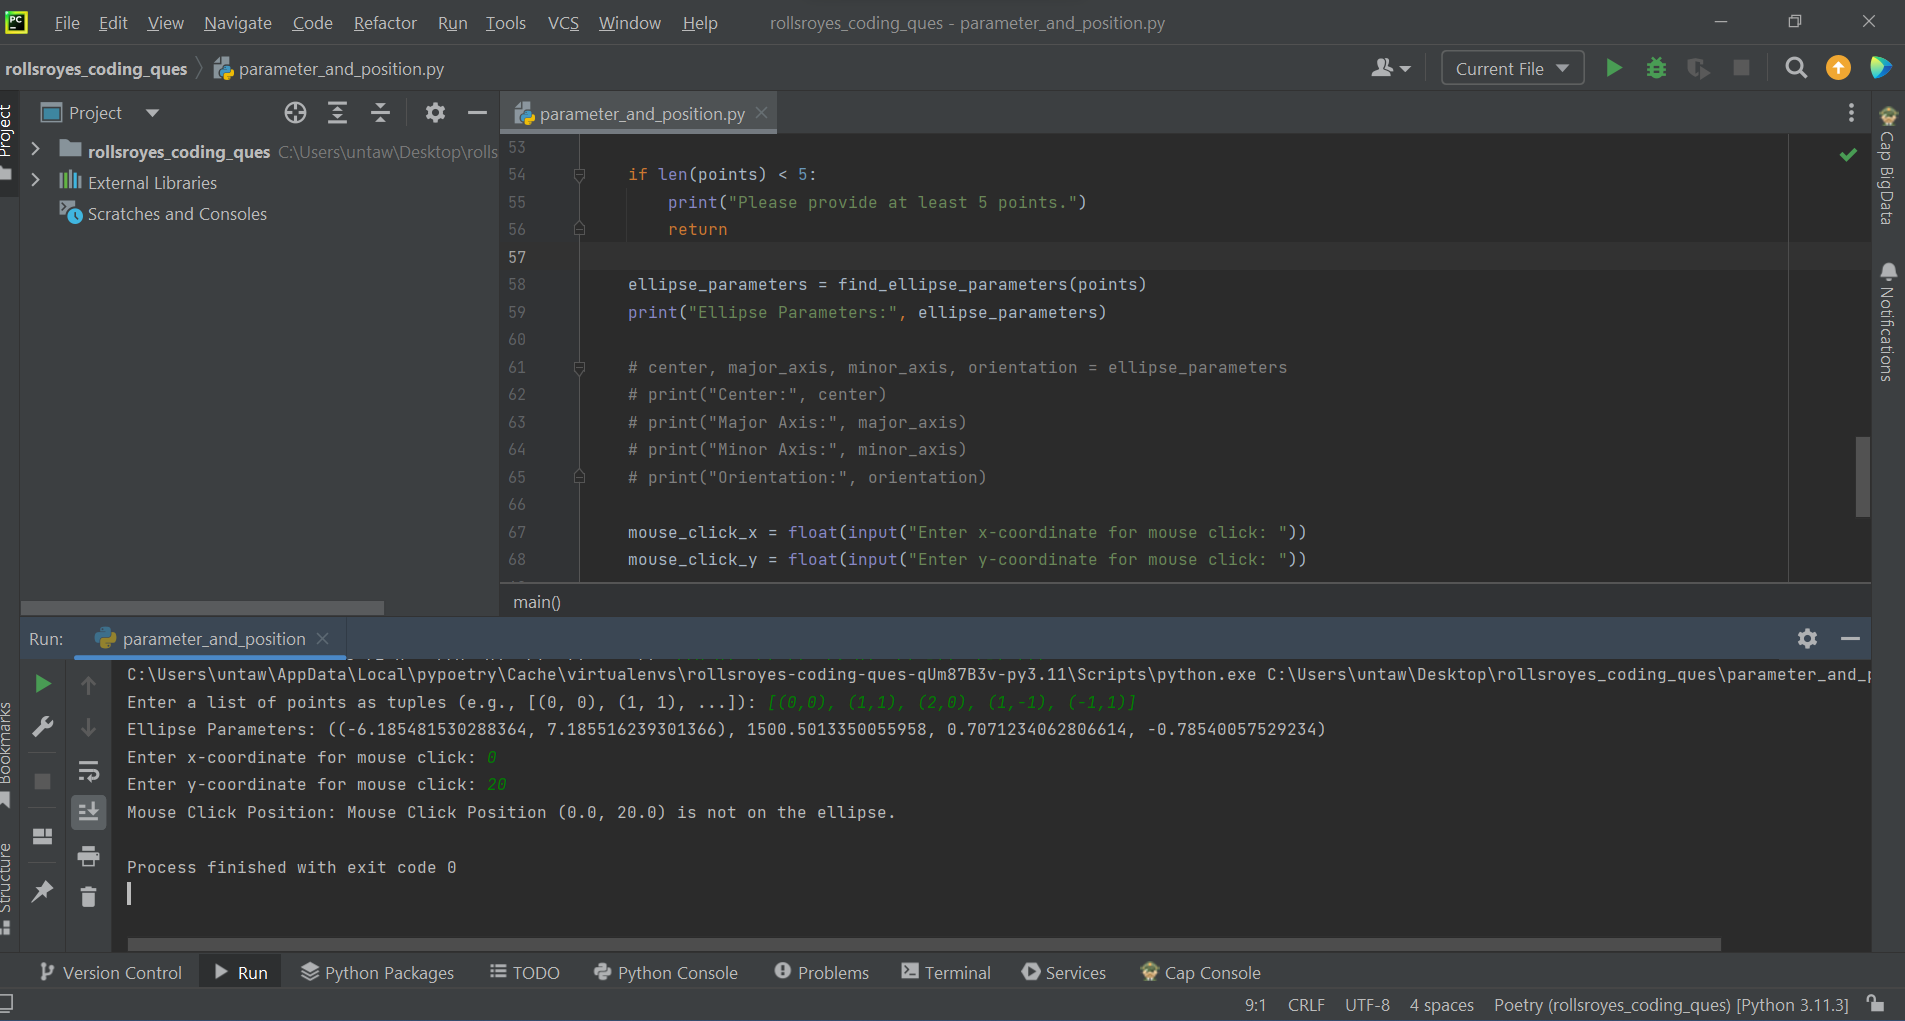 PC File Edit View Navigate Code Refactor Run Tools VCS Window Help rollsroyes_coding_ques - parameter_and_position.py
rollsroyes_coding_ques parameter_and_position.py Current File
Project
Project
rollsroyes_coding_ques C:\Users\untaw\Desktop\rolls
External Libraries
Scratches and Consoles
parameter_and_position.py
53
54 if len(points) < 5:
55 print("Please provide at least 5 points.")
56 return
57
58 ellipse_parameters = find_ellipse_parameters(points)
59 print("Ellipse Parameters:", ellipse_parameters)
60
61 # center, major_axis, minor_axis, orientation = ellipse_parameters
62 # print("Center:", center)
63 # print("Major Axis:", major_axis)
64 # print("Minor Axis:", minor_axis)
65 # print("Orientation:", orientation)
66
67 mouse_click_x = float(input("Enter x-coordinate for mouse click: "))
68 mouse_click_y = float(input("Enter y-coordinate for mouse click: "))
main()
Cap BigData
Notifications
Run: parameter_and_position
C:\Users\untaw\AppData\Local\pypoetry\Cache\virtualenvs\rollsroyes-coding-ques-qUm87B3v-py3.11\Scripts\python.exe C:\Users\untaw\Desktop\rollsroyes_coding_ques\parameter_and_p
Enter a list of points as tuples (e.g., [(0, 0), (1, 1), ...]): [(0,0), (1,1), (2,0), (1,-1), (-1,1)]
Ellipse Parameters: ((-6.185481530288364, 7.185516239301366), 1500.5013350055958, 0.7071234062806614, -0.78540057529234)
Enter x-coordinate for mouse click: 0
Enter y-coordinate for mouse click: 20
Mouse Click Position: Mouse Click Position (0.0, 20.0) is not on the ellipse.
Process finished with exit code 0
Bookmarks
Structure
Version Control Run Python Packages TODO Python Console Problems Terminal Services Cap Console
9:1 CRLF UTF-8 4 spaces Poetry (rollsroyes_coding_ques) [Python 3.11.3]